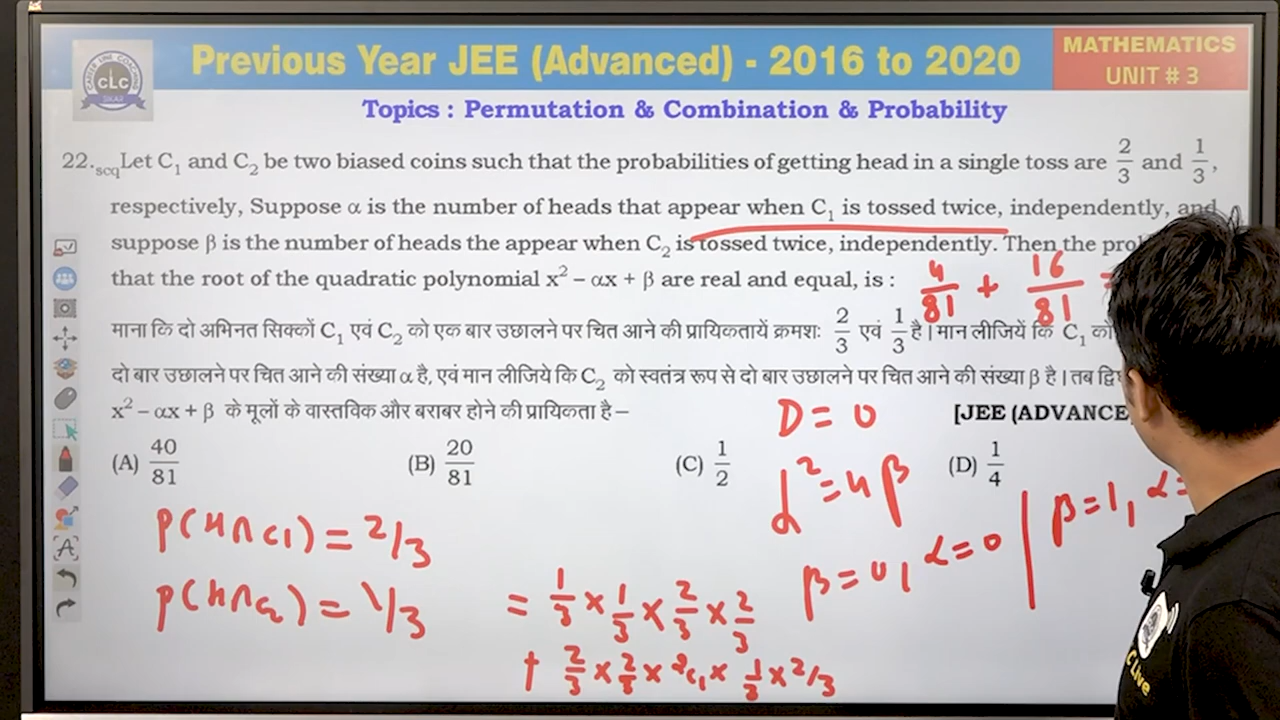 CLC
SIKAR
Previous Year JEE (Advanced) - 2016 to 2020
MATHEMATICS
UNIT # 3
Topics : Permutation & Combination & Probability
22. scq Let C₁ and C₂ be two biased coins such that the probabilities of getting head in a single toss are 2/3 and 1/3,
respectively, Suppose α is the number of heads that appear when C₁ is tossed twice, independently, and
suppose β is the number of heads the appear when C₂ is tossed twice, independently. Then the
that the root of the quadratic polynomial x² – αx + β are real and equal, is :
4/81 + 16/81 =
माना कि दो अभिनत सिक्कों C₁ एवं C₂ को एक बार उछालने पर चित आने की प्रायिकतायें क्रमशः 2/3 एवं 1/3 है। मान लीजियें कि C₁ को
दो बार उछालने पर चित आने की संख्या α है, एवं मान लीजिये कि C₂ को स्वतंत्र रूप से दो बार उछालने पर चित आने की संख्या β है। तब
x² – αx + β के मूलों के वास्तविक और बराबर होने की प्रायिकता है–
[JEE (ADVANCE
D = 0
(A) 40/81 (B) 20/81 (C) 1/2 (D) 1/4
α² = 4β
P(H∩C1) = 2/3
β = 0, α = 0 | β = 1, α =
P(H∩C2) = 1/3
= 1/3 × 1/3 × 2/3 × 2/3
+ 2/3 × 2/3 × ²C₁ × 1/3 × 2/3
C Live